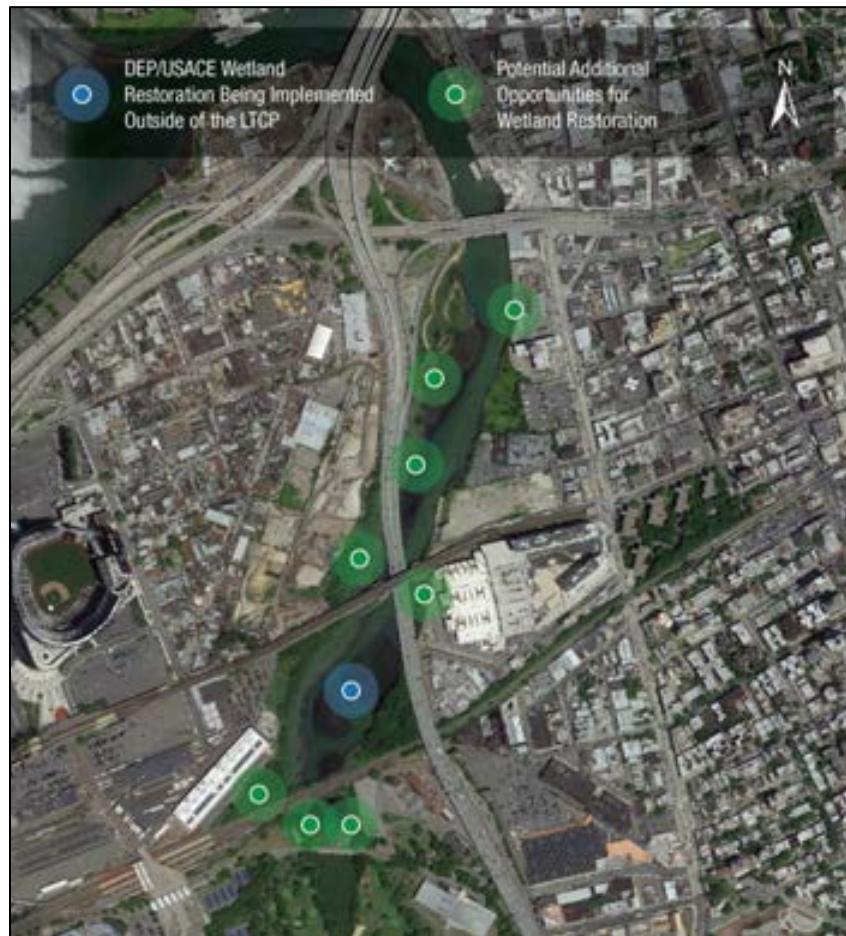 DEP/USACE Wetland
Restoration Being Implemented
Outside of the LTCP
Potential Additional
Opportunities for
Wetland Restoration
N